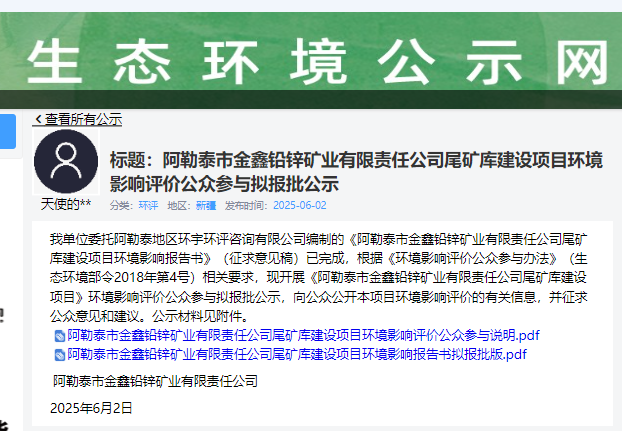 生态环境公示网
查看所有公示
标题：阿勒泰市金鑫铅锌矿业有限责任公司尾矿库建设项目环境
影响评价公众参与拟报批公示
天使的**
分类：环评 地区：新疆 发布时间：2025-06-02
我单位委托阿勒泰地区环宇环评咨询有限公司编制的《阿勒泰市金鑫铅锌矿业有限责任公司尾矿
库建设项目环境影响报告书》（征求意见稿）已完成，根据《环境影响评价公众参与办法》（生
态环境部令2018年第4号）相关要求，现开展《阿勒泰市金鑫铅锌矿业有限责任公司尾矿库建设
项目》环境影响评价公众参与拟报批公示，向公众公开本项目环境影响评价的有关信息，并征求
公众意见和建议。公示材料见附件。
阿勒泰市金鑫铅锌矿业有限责任公司尾矿库建设项目环境影响评价公众参与说明.pdf
阿勒泰市金鑫铅锌矿业有限责任公司尾矿库建设项目环境影响报告书拟报批版.pdf
阿勒泰市金鑫铅锌矿业有限责任公司
2025年6月2日